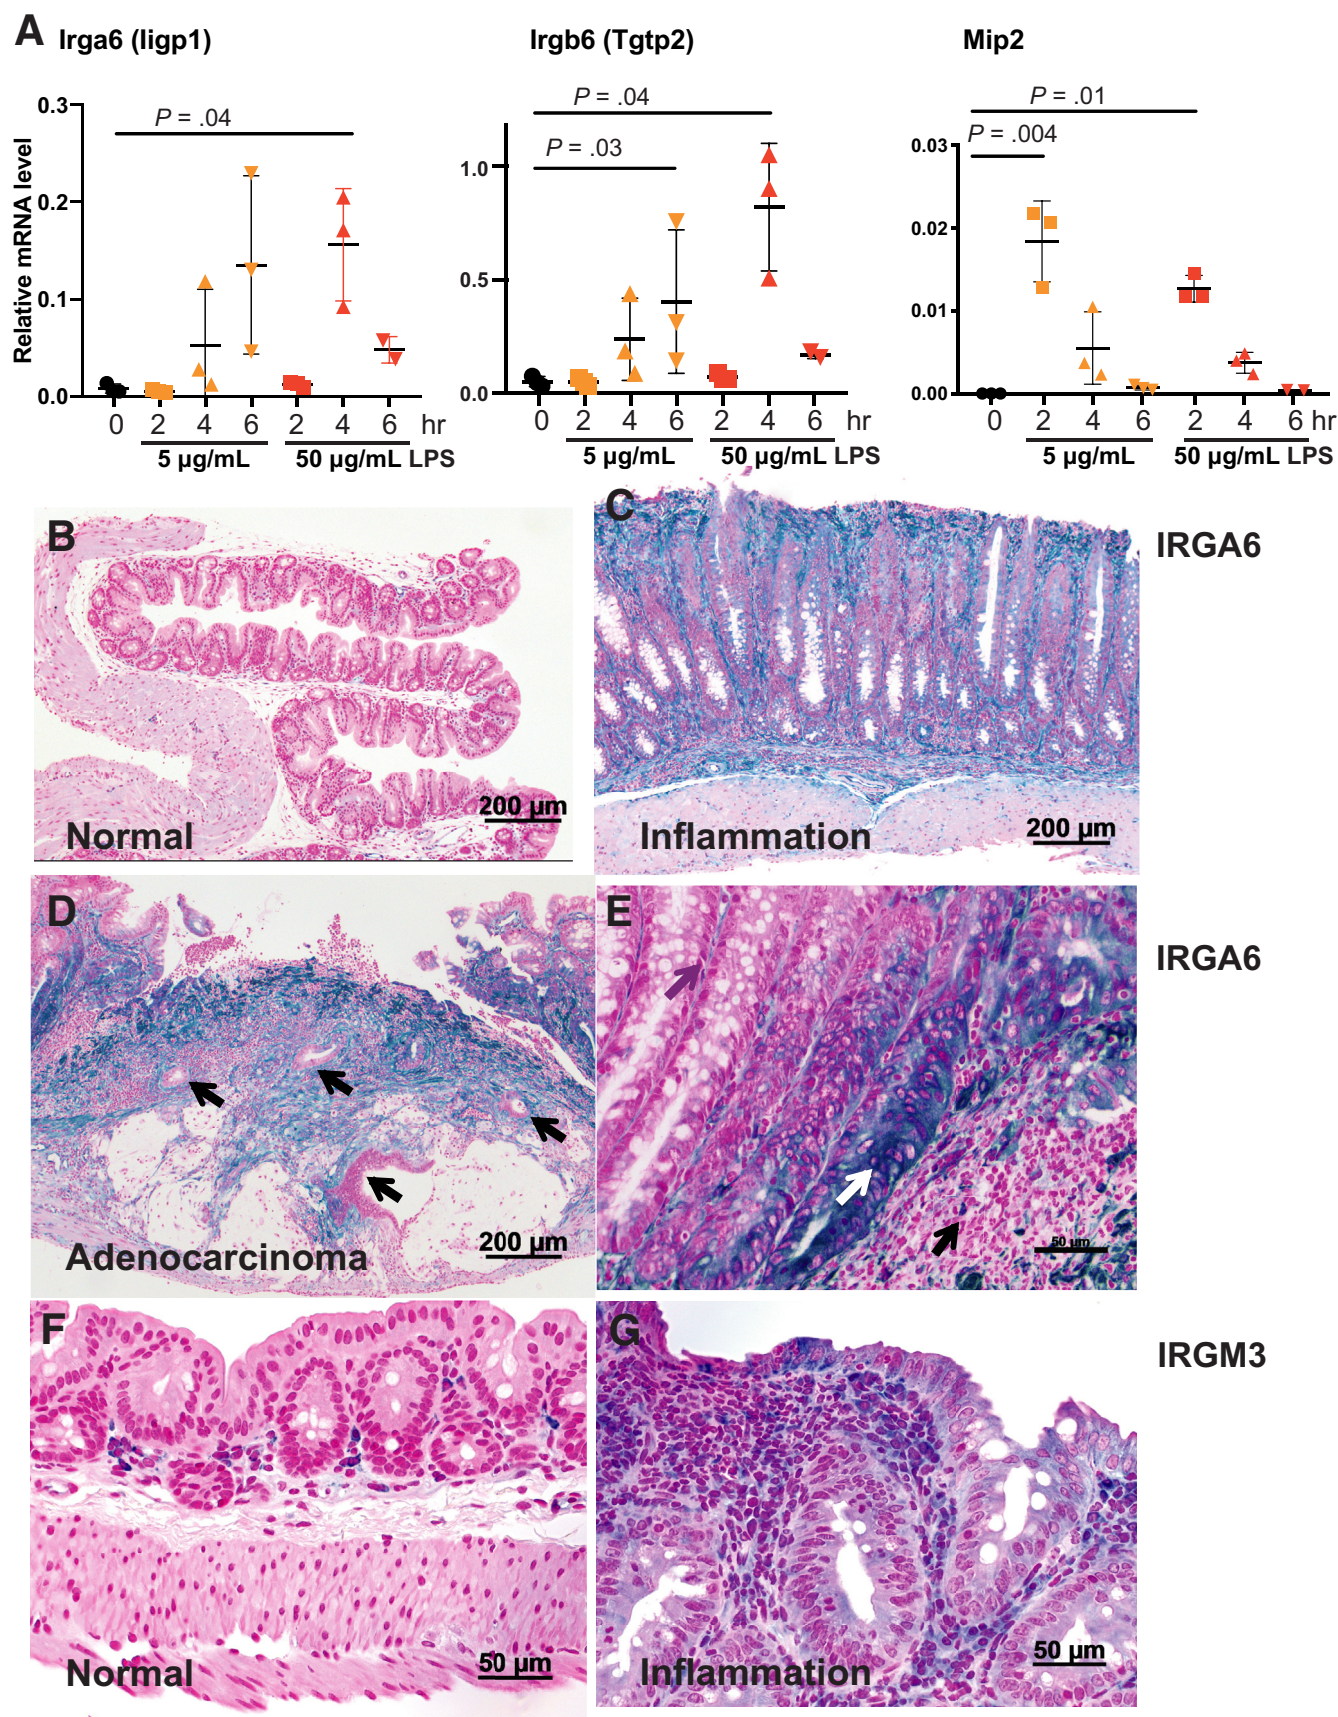 A
Irga6 (Iigp1)
Irgb6 (Tgtp2)
Mip2
Relative mRNA level
0.3
0.2
0.1
0.0
P = .04
0 2 4 6 2 4 6 hr
5 µg/mL 50 µg/mL LPS
1.0
0.5
0.0
P = .04
P = .03
0 2 4 6 2 4 6 hr
5 µg/mL 50 µg/mL LPS
0.03
0.02
0.01
0.00
P = .01
P = .004
0 2 4 6 2 4 6 hr
5 µg/mL 50 µg/mL LPS
B
Normal
200 µm
C
Inflammation
200 µm
IRGA6
D
Adenocarcinoma
200 µm
E
50 µm
IRGA6
F
Normal
50 µm
G
Inflammation
50 µm
IRGM3